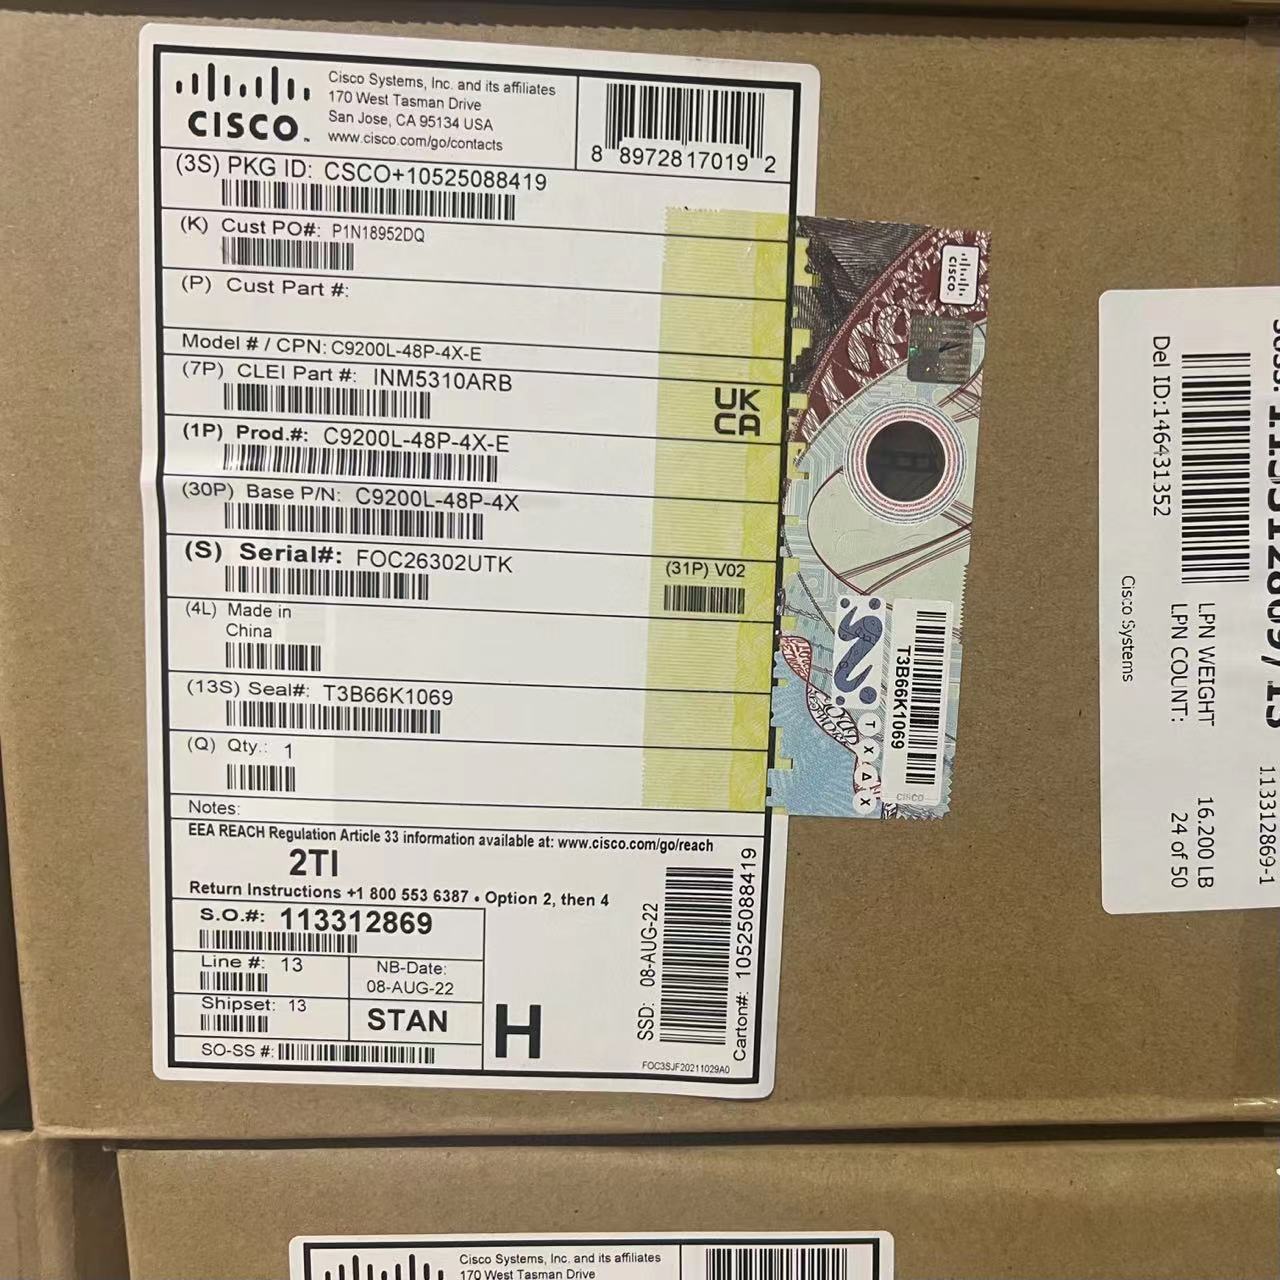 CISCO
Cisco Systems, Inc. and its affiliates
170 West Tasman Drive
San Jose, CA 95134 USA
www.cisco.com/go/contacts
8 8972817019 2
(3S) PKG ID: CSCO+10525088419
(K) Cust PO#: P1N18952DQ
(P) Cust Part #:
Model # / CPN: C9200L-48P-4X-E
(7P) CLEI Part #: INM5310ARB
UK
CA
(1P) Prod.#: C9200L-48P-4X-E
(30P) Base P/N: C9200L-48P-4X
(S) Serial#: FOC26302UTK
(31P) V02
(4L) Made in
China
(13S) Seal#: T3B66K1069
(Q) Qty.: 1
Notes:
EEA REACH Regulation Article 33 information available at: www.cisco.com/go/reach
2TI
Return Instructions +1 800 553 6387 • Option 2, then 4
S.O.#: 113312869
Line #: 13
NB-Date:
08-AUG-22
Shipset: 13
STAN
SO-SS #:
H
SSD: 08-AUG-22
Carton#: 10525088419
FOC3SJF20211029A0
CISCO
T3B66K1069
T X A X
CISCO
113312869-1
LPN WEIGHT 16.200 LB
LPN COUNT: 24 of 50
Del ID:146431352
Cisco Systems
Cisco Systems, Inc. and its affiliates
170 West Tasman Drive